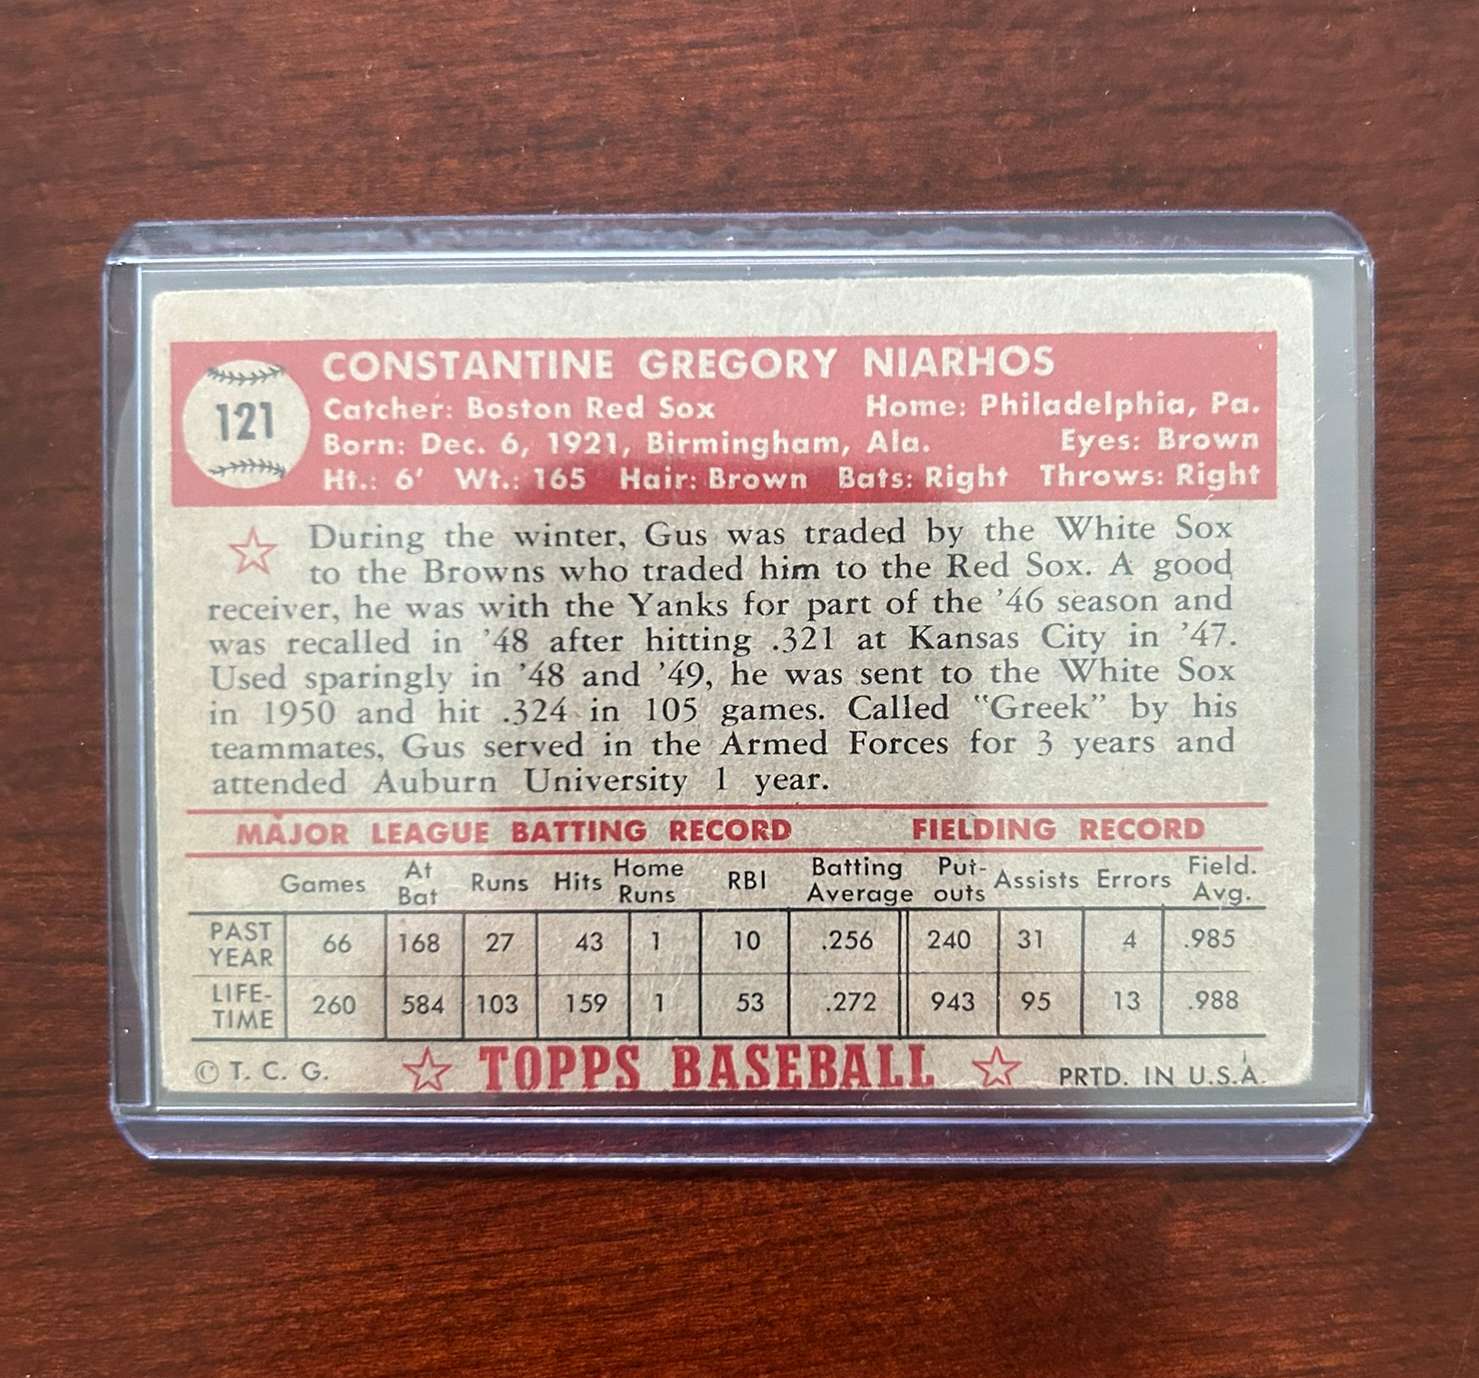 CONSTANTINE GREGORY NIARHOS
121
Catcher: Boston Red Sox Home: Philadelphia, Pa.
Born: Dec. 6, 1921, Birmingham, Ala. Eyes: Brown
Ht.: 6' Wt.: 165 Hair: Brown Bats: Right Throws: Right
During the winter, Gus was traded by the White Sox
to the Browns who traded him to the Red Sox. A good
receiver, he was with the Yanks for part of the '46 season and
was recalled in '48 after hitting .321 at Kansas City in '47.
Used sparingly in '48 and '49, he was sent to the White Sox
in 1950 and hit .324 in 105 games. Called "Greek" by his
teammates, Gus served in the Armed Forces for 3 years and
attended Auburn University 1 year.
MAJOR LEAGUE BATTING RECORD FIELDING RECORD
Games At Bat Runs Hits Home Runs RBI Batting Average Put-outs Assists Errors Field. Avg.
PAST YEAR 66 168 27 43 1 10 .256 240 31 4 .985
LIFE-TIME 260 584 103 159 1 53 .272 943 95 13 .988
© T. C. G. TOPPS BASEBALL PRTD. IN U.S.A.